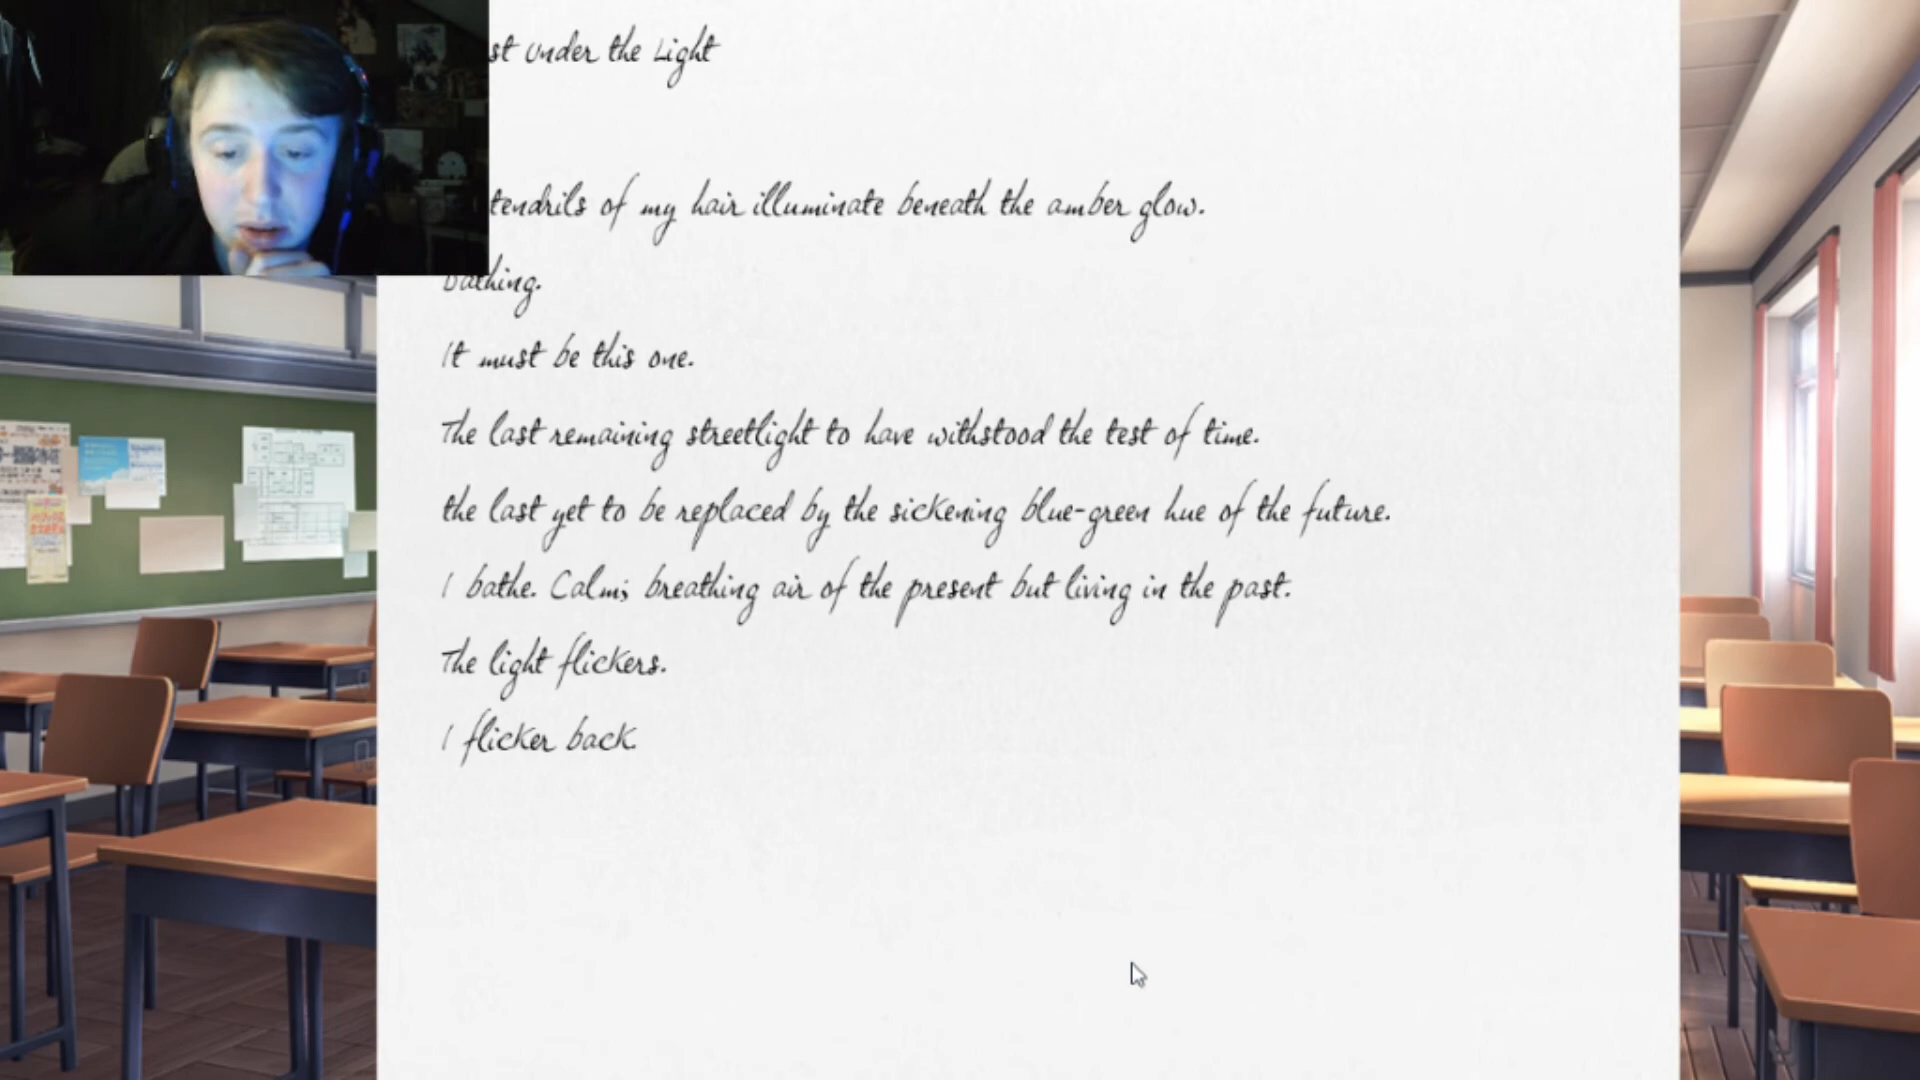 st under the Light
tendrils of my hair illuminate beneath the amber glow.
Bathing.
It must be this one.
The last remaining streetlight to have withstood the test of time.
the last yet to be replaced by the sickening blue-green hue of the future.
I bathe. Calm; breathing air of the present but living in the past.
The light flickers.
I flicker back.